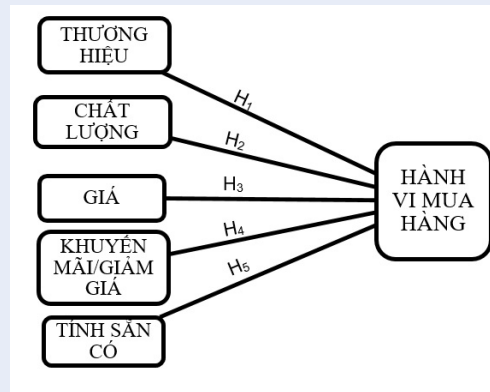 THƯƠNG
HIỆU
H₁
CHẤT
LƯỢNG
H₂
GIÁ
H₃
HÀNH
VI MUA
HÀNG
KHUYẾN
MÃI/GIẢM
GIÁ
H₄
TÍNH SẴN
CÓ
H₅